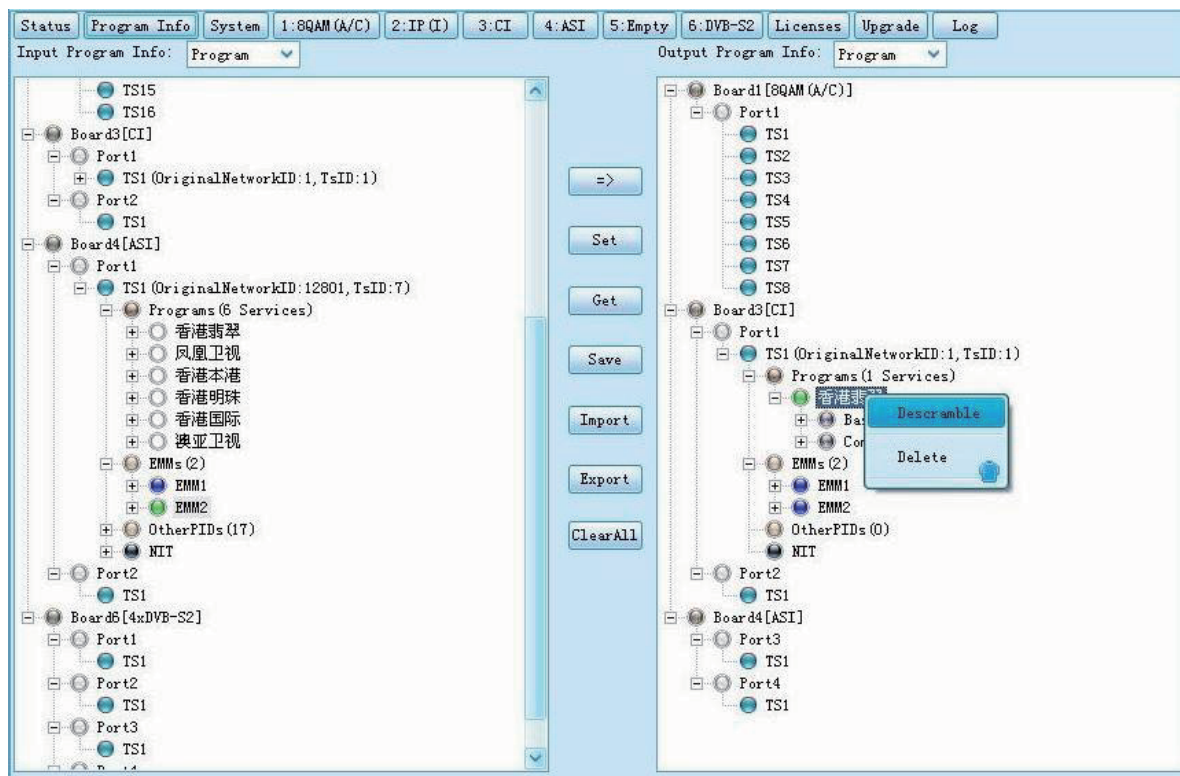 Status Program Info System 1:8QAM(A/C) 2:IP(I) 3:CI 4:ASI 5:Empty 6:DVB-S2 Licenses Upgrade Log
Input Program Info: Program
Output Program Info: Program
TS15
TS16
Board3[CI]
Port1
TS1(OriginalNetworkID:1,TsID:1)
Port2
TS1
Board4[ASI]
Port1
TS1(OriginalNetworkID:12801,TsID:7)
Programs( Services)
香港翡翠
凤凰卫视
香港本港
香港明珠
香港国际
澳亚卫视
EMMs(2)
EMM1
EMM2
OtherPIDs(17)
NIT
Port2
TS1
Board6[4xDVB-S2]
Port1
TS1
Port2
TS1
Port3
TS1
=>
Set
Get
Save
Import
Export
ClearAll
Board1[8QAM(A/C)]
Port1
TS1
TS2
TS3
TS4
TS5
TS6
TS7
TS8
Board3[CI]
Port1
TS1(OriginalNetworkID:1,TsID:1)
Programs(1 Services)
香港翡
Descramble
Delete
EMMs(2)
EMM1
EMM2
OtherPIDs(0)
NIT
Port2
TS1
Board4[ASI]
Port3
TS1
Port4
TS1